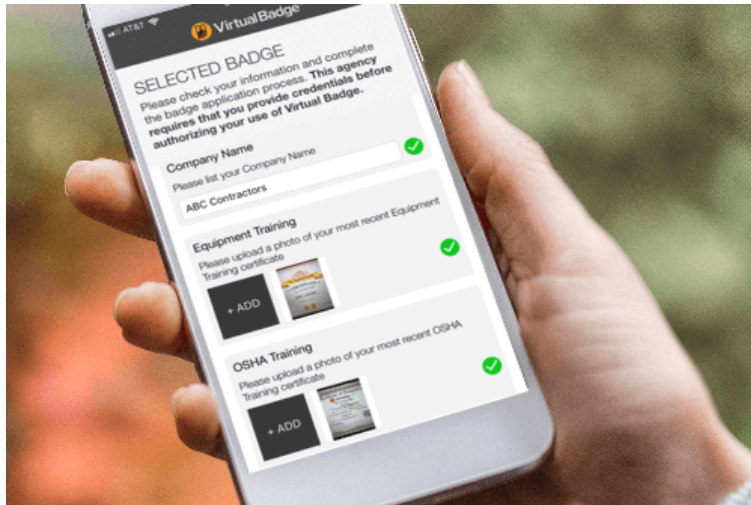 AT&T
VirtualBadge
SELECTED BADGE
Please check your information and complete
the badge application process. This agency
requires that you provide credentials before
authorizing your use of Virtual Badge.
Company Name
Please list your Company Name
ABC Contractors
Equipment Training
Please upload a photo of your most recent Equipment
Training certificate
+ ADD
OSHA Training
Please upload a photo of your most recent OSHA
Training certificate
+ ADD